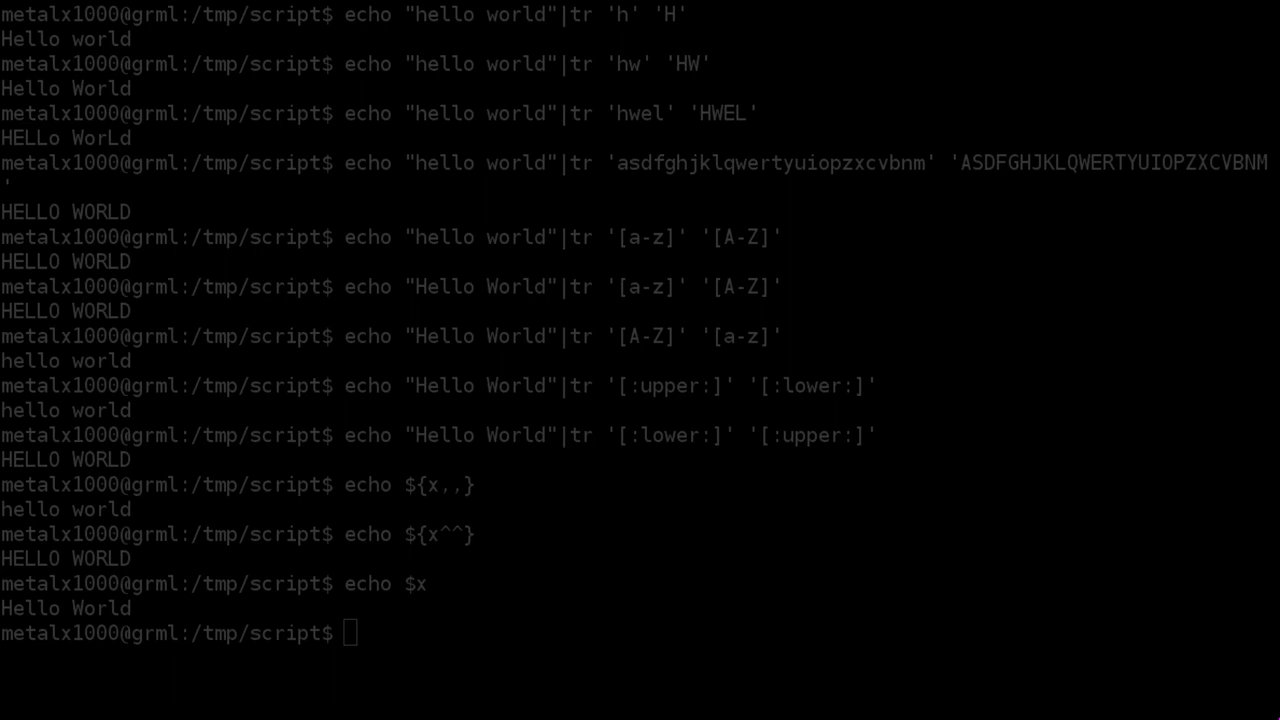 metalx1000@grml:/tmp/script$ echo "hello world"|tr 'h' 'H'
Hello world
metalx1000@grml:/tmp/script$ echo "hello world"|tr 'hw' 'HW'
Hello World
metalx1000@grml:/tmp/script$ echo "hello world"|tr 'hwel' 'HWEL'
HELLo WorLd
metalx1000@grml:/tmp/script$ echo "hello world"|tr 'asdfghjklqwertyuiopzxcvbnm' 'ASDFGHJKLQWERTYUIOPZXCVBNM
'
HELLO WORLD
metalx1000@grml:/tmp/script$ echo "hello world"|tr '[a-z]' '[A-Z]'
HELLO WORLD
metalx1000@grml:/tmp/script$ echo "Hello World"|tr '[a-z]' '[A-Z]'
HELLO WORLD
metalx1000@grml:/tmp/script$ echo "Hello World"|tr '[A-Z]' '[a-z]'
hello world
metalx1000@grml:/tmp/script$ echo "Hello World"|tr '[:upper:]' '[:lower:]'
hello world
metalx1000@grml:/tmp/script$ echo "Hello World"|tr '[:lower:]' '[:upper:]'
HELLO WORLD
metalx1000@grml:/tmp/script$ echo ${x,,}
hello world
metalx1000@grml:/tmp/script$ echo ${x^^}
HELLO WORLD
metalx1000@grml:/tmp/script$ echo $x
Hello World
metalx1000@grml:/tmp/script$